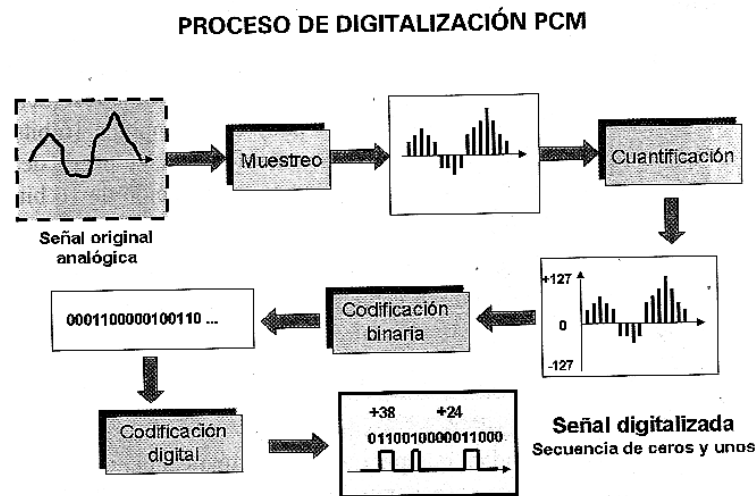 PROCESO DE DIGITALIZACIÓN PCM
Muestreo
Cuantificación
Señal original
analógica
+127
0
-127
Codificación
binaria
0001100000100110 ...
Codificación
digital
+38 +24
0110010000011000
Señal digitalizada
Secuencia de ceros y unos